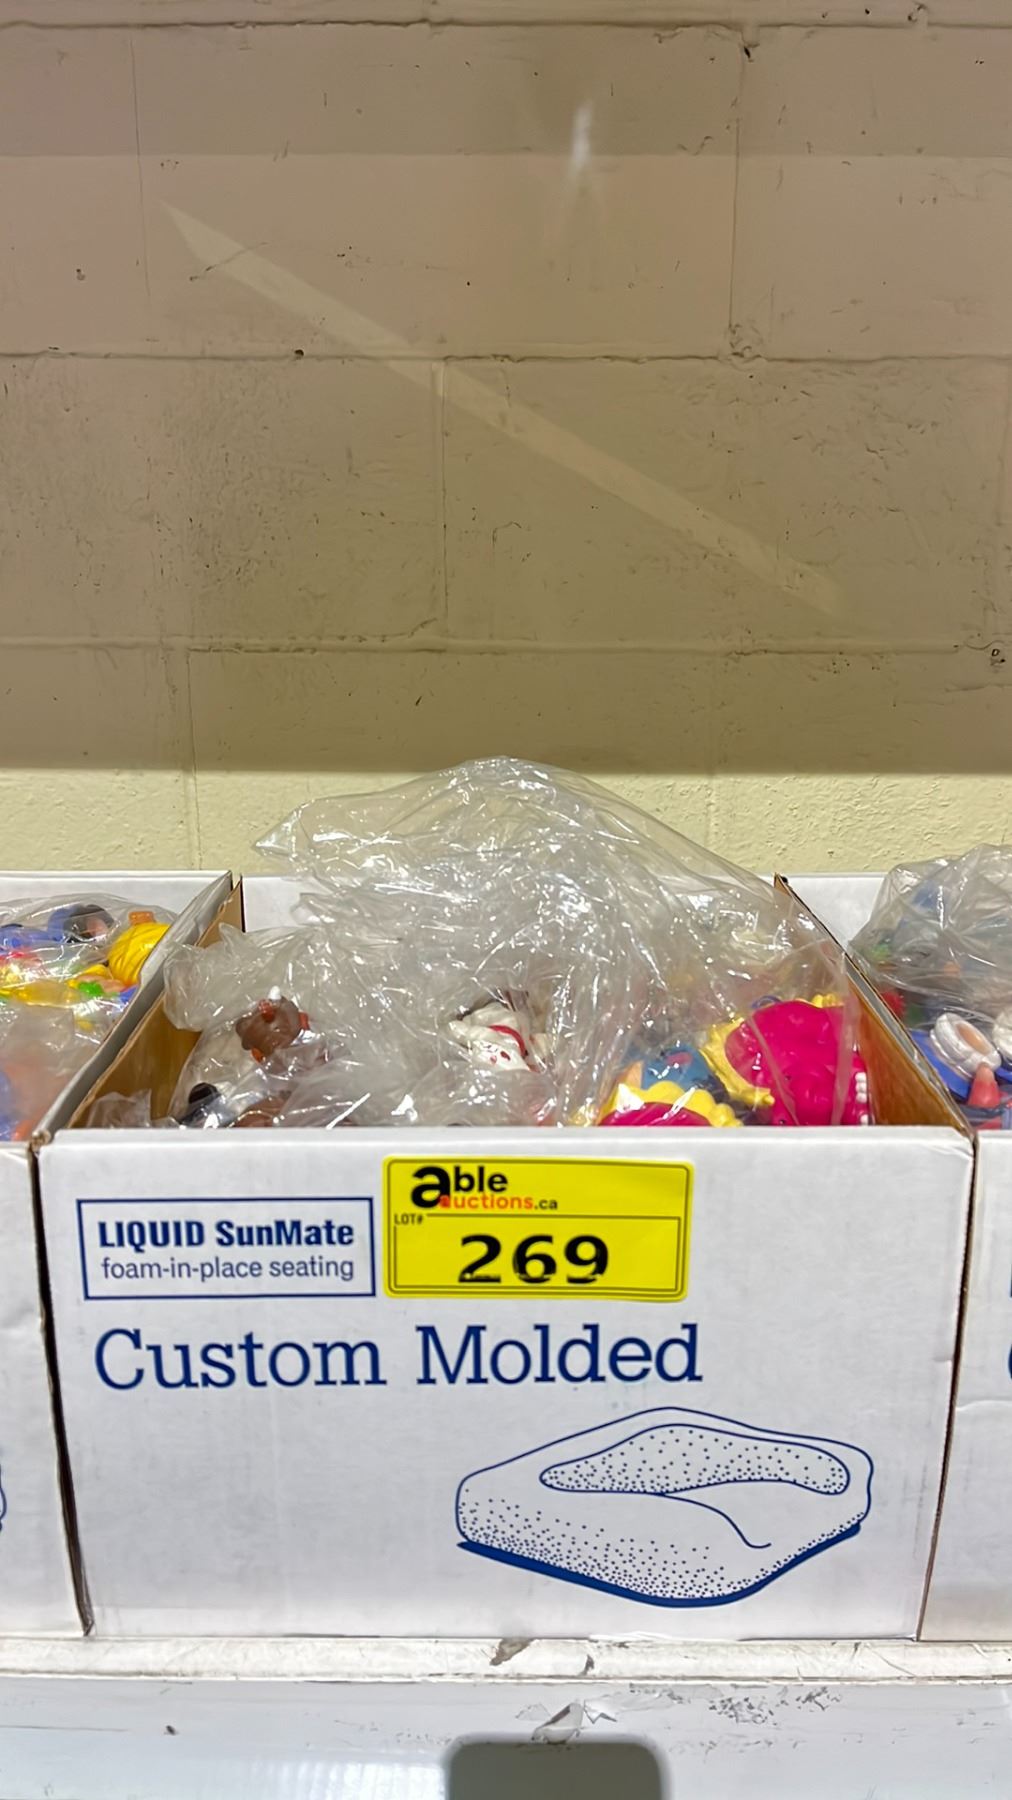 able
auctions.ca
LOT#
269
LIQUID SunMate
foam-in-place seating
Custom Molded